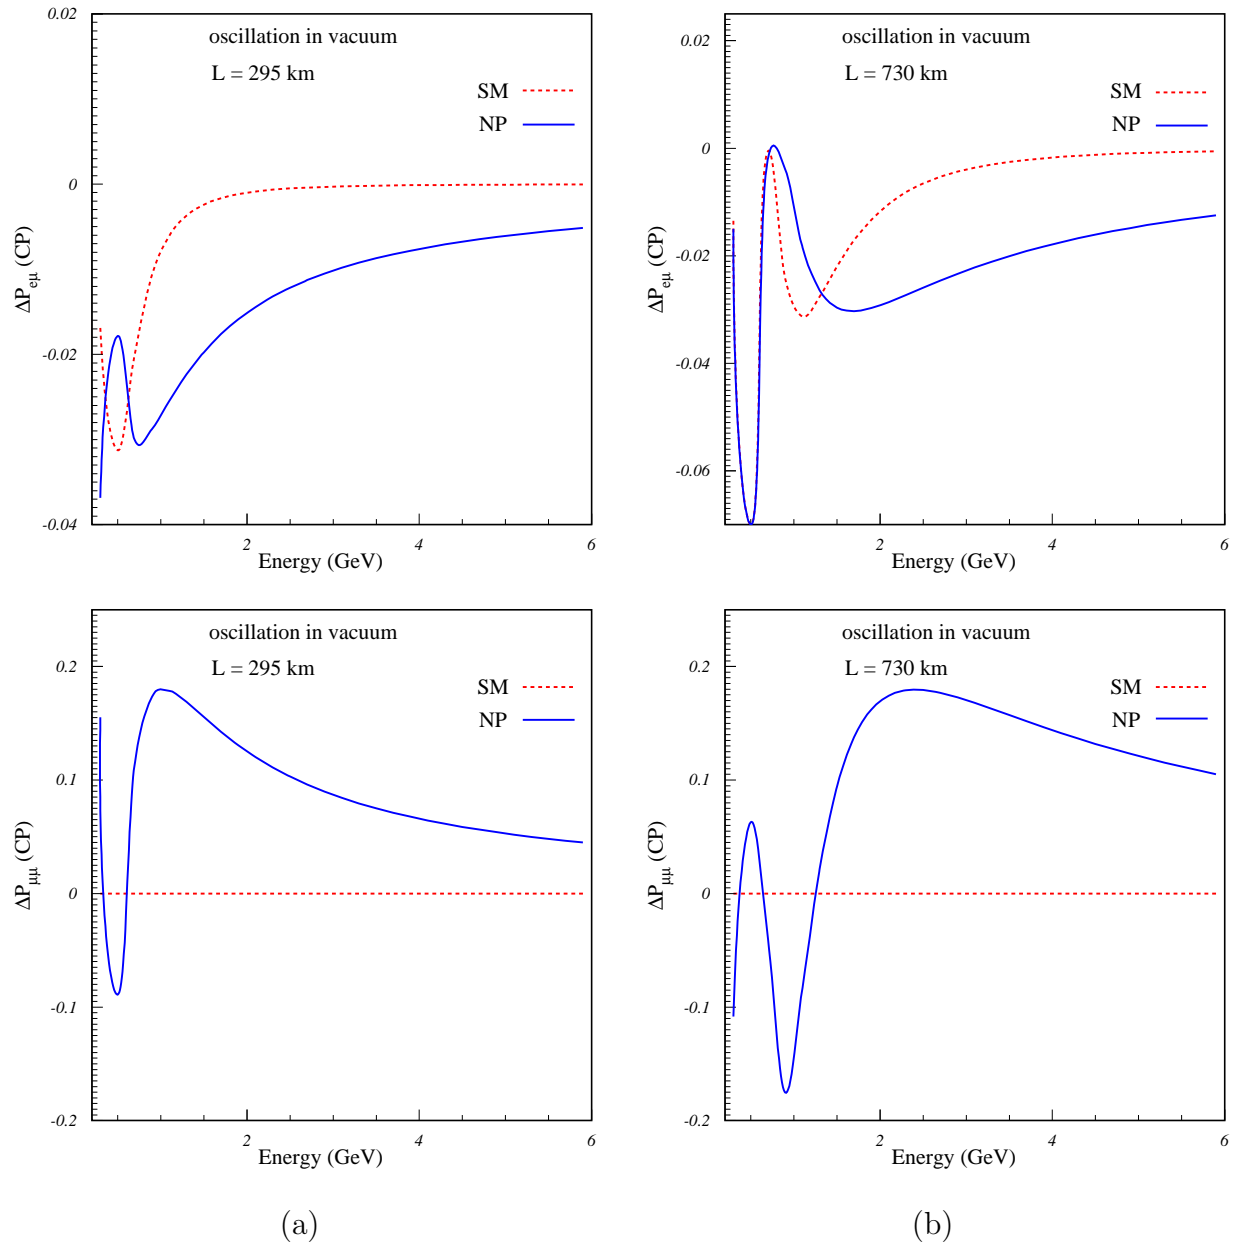 oscillation in vacuum
L = 295 km
SM
NP
0.02
0
-0.02
-0.04
ΔP_eμ (CP)
2
4
6
Energy (GeV)
oscillation in vacuum
L = 730 km
SM
NP
0.02
0
-0.02
-0.04
-0.06
ΔP_eμ (CP)
2
4
6
Energy (GeV)
oscillation in vacuum
L = 295 km
SM
NP
0.2
0.1
0
-0.1
-0.2
ΔP_μμ (CP)
2
4
6
Energy (GeV)
oscillation in vacuum
L = 730 km
SM
NP
0.2
0.1
0
-0.1
-0.2
ΔP_μμ (CP)
2
4
6
Energy (GeV)
(a)
(b)